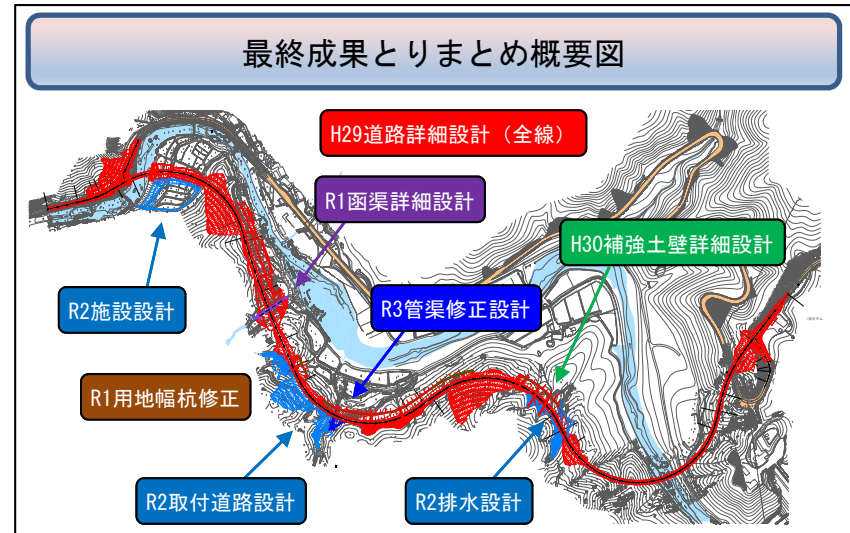 最終成果とりまとめ概要図
H29道路詳細設計（全線）
R1函渠詳細設計
H30補強土壁詳細設計
R2施設設計
R3管渠修正設計
R1用地幅杭修正
R2取付道路設計
R2排水設計